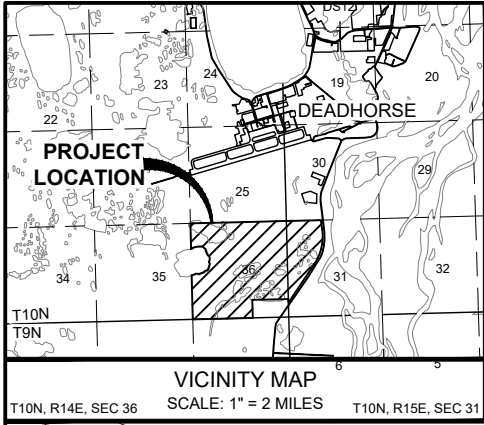 DS12
24
19
20
23
DEADHORSE
22
PROJECT
LOCATION
30
29
25
34
35
36
31
32
T10N
T9N
6
5
VICINITY MAP
SCALE: 1" = 2 MILES
T10N, R14E, SEC 36
T10N, R15E, SEC 31